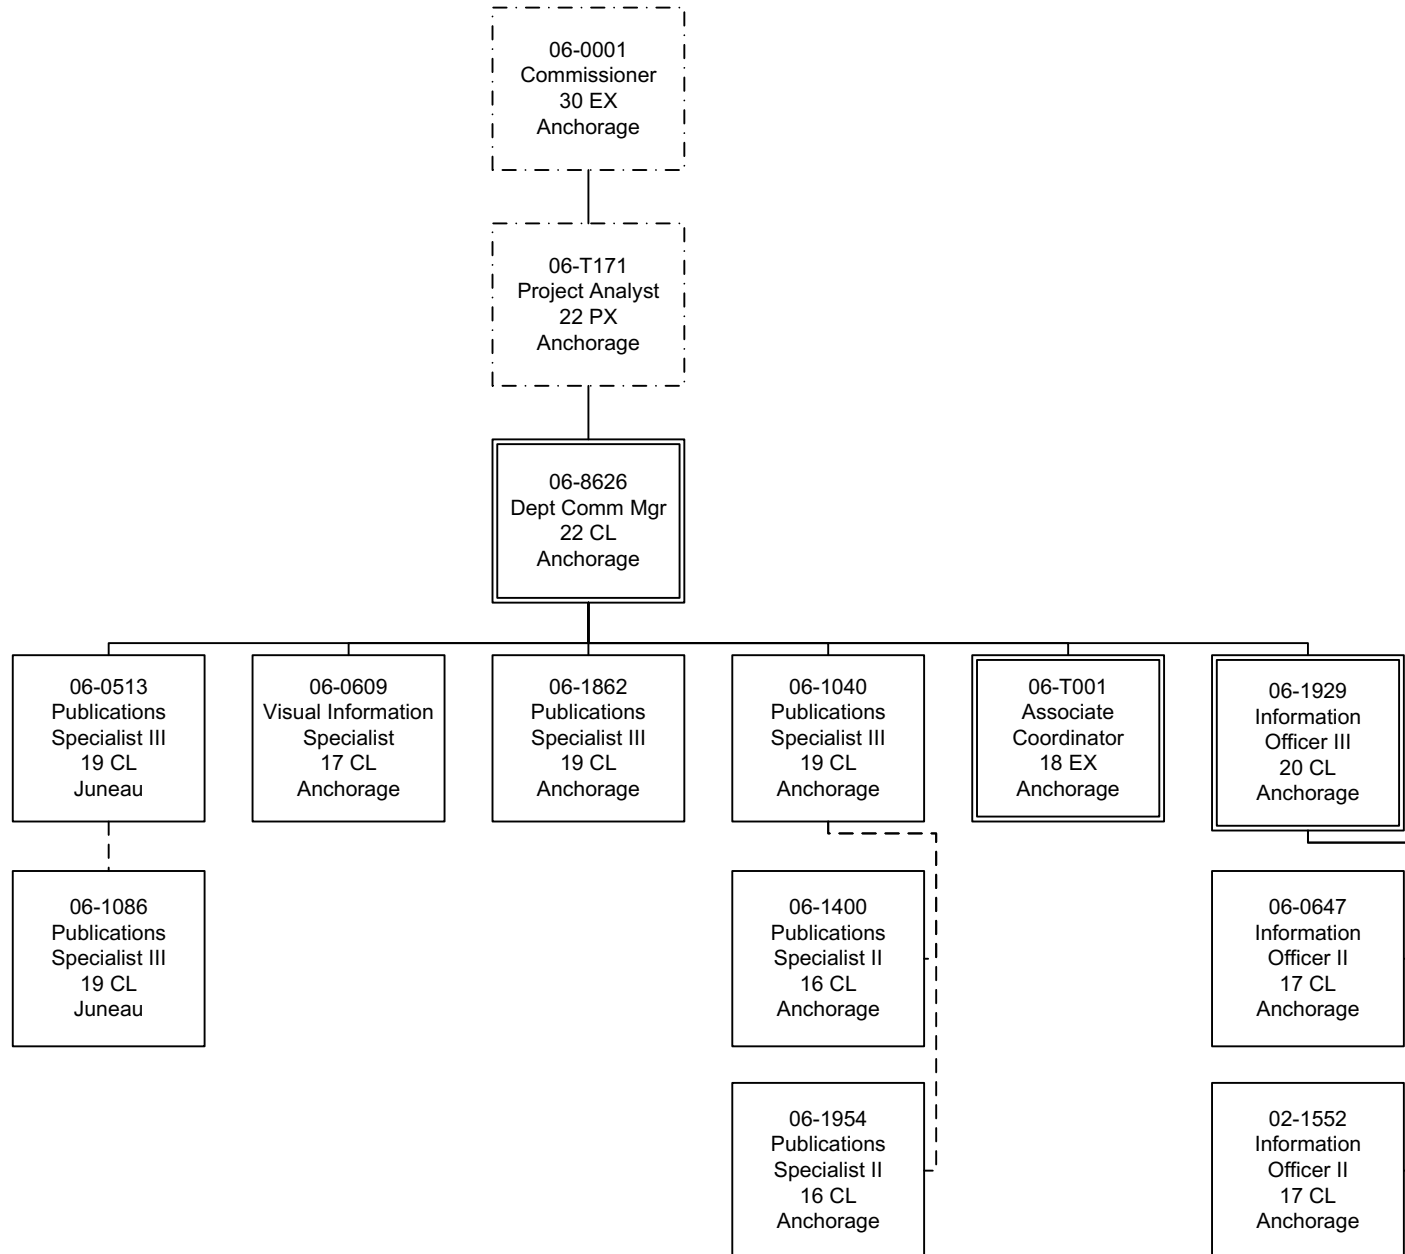 06-0001
Commissioner
30 EX
Anchorage
06-T171
Project Analyst
22 PX
Anchorage
06-8626
Dept Comm Mgr
22 CL
Anchorage
06-0513
Publications
Specialist III
19 CL
Juneau
06-0609
Visual Information
Specialist
17 CL
Anchorage
06-1862
Publications
Specialist III
19 CL
Anchorage
06-1040
Publications
Specialist III
19 CL
Anchorage
06-T001
Associate
Coordinator
18 EX
Anchorage
06-1929
Information
Officer III
20 CL
Anchorage
06-1086
Publications
Specialist III
19 CL
Juneau
06-1400
Publications
Specialist II
16 CL
Anchorage
06-0647
Information
Officer II
17 CL
Anchorage
06-1954
Publications
Specialist II
16 CL
Anchorage
02-1552
Information
Officer II
17 CL
Anchorage